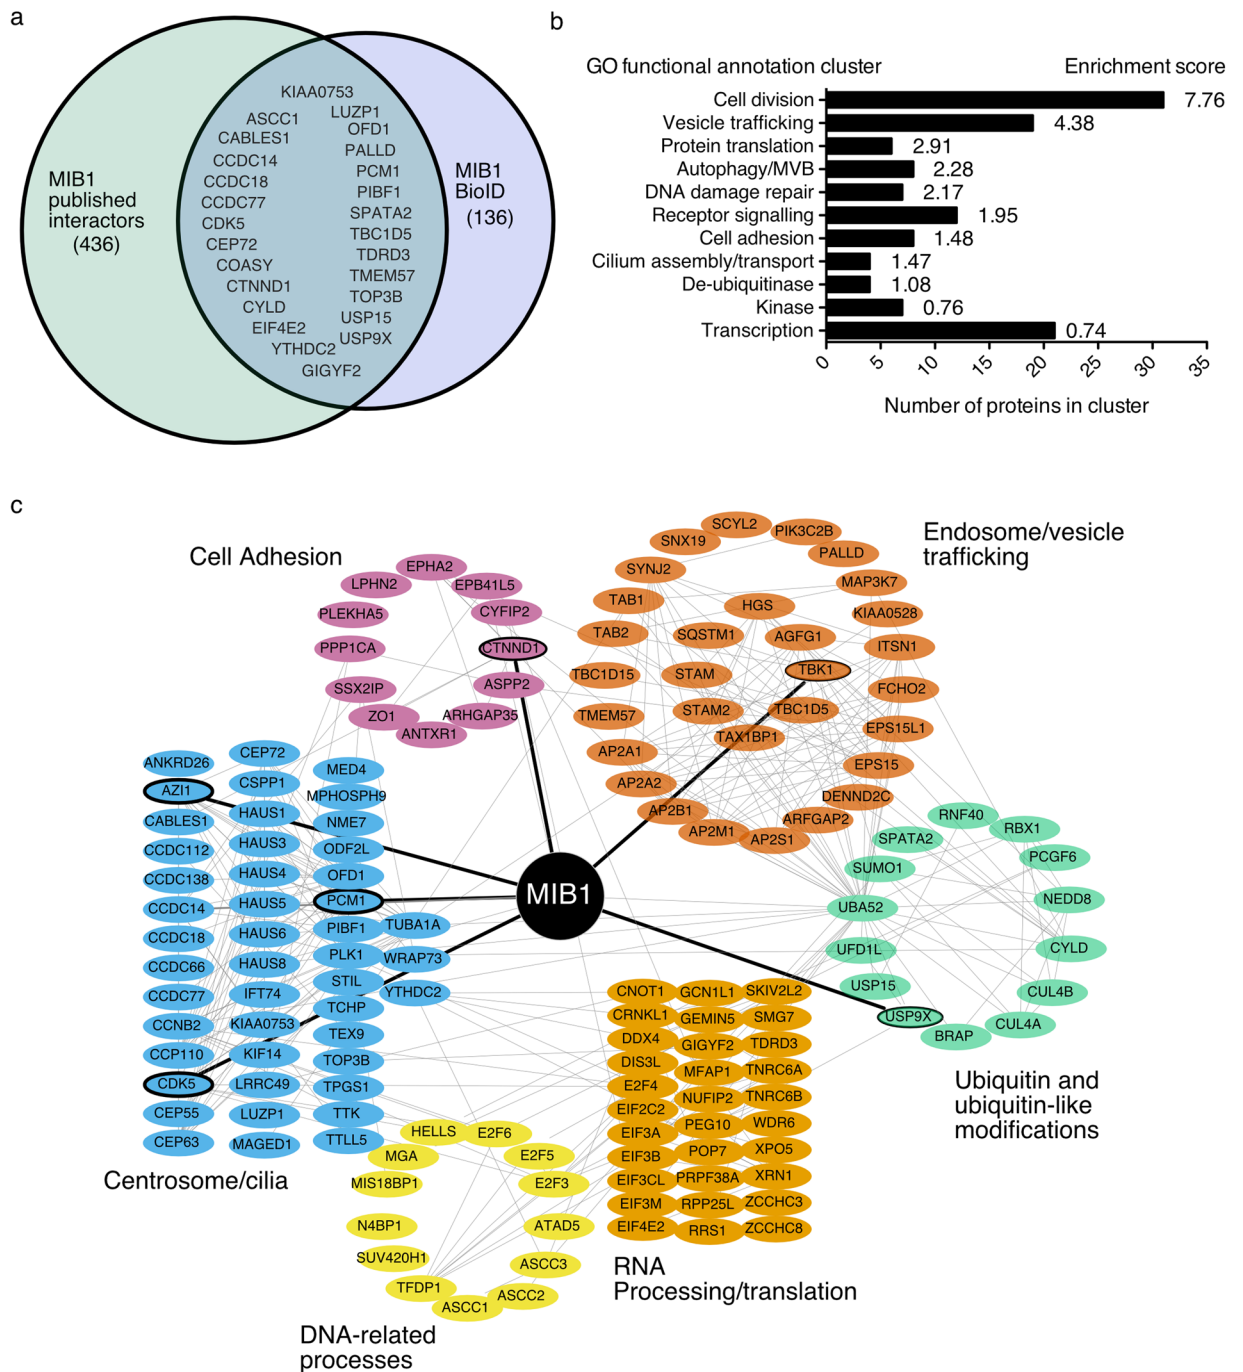 a
MIB1
published
interactors
(436)
KIAA0753
ASCC1
CABLES1
CCDC14
CCDC18
CCDC77
CDK5
CEP72
COASY
CTNND1
CYLD
EIF4E2
YTHDC2
GIGYF2
LUZP1
OFD1
PALLD
PCM1
PIBF1
SPATA2
TBC1D5
TDRD3
TMEM57
TOP3B
USP15
USP9X
MIB1
BioID
(136)
b
GO functional annotation cluster
Enrichment score
Cell division 7.76
Vesicle trafficking 4.38
Protein translation 2.91
Autophagy/MVB 2.28
DNA damage repair 2.17
Receptor signalling 1.95
Cell adhesion 1.48
Cilium assembly/transport 1.47
De-ubiquitinase 1.08
Kinase 0.76
Transcription 0.74
0 5 10 15 20 25 30 35
Number of proteins in cluster
c
Cell Adhesion
EPHA2
LPHN2
EPB41L5
PLEKHA5
CYFIP2
PPP1CA
CTNND1
SSX2IP
ASPP2
ZO1
ARHGAP35
ANTXR1
Endosome/vesicle
trafficking
SCYL2
PIK3C2B
SNX19
PALLD
SYNJ2
MAP3K7
TAB1
HGS
KIAA0528
TAB2
SQSTM1
AGFG1
ITSN1
TBC1D15
STAM
TBK1
FCHO2
TMEM57
STAM2
TBC1D5
EPS15L1
TAX1BP1
AP2A1
EPS15
AP2A2
DENND2C
AP2B1
ARFGAP2
AP2M1
AP2S1
MIB1
ANKRD26
AZI1
CABLES1
CCDC112
CCDC138
CCDC14
CCDC18
CCDC66
CCDC77
CCNB2
CCP110
CDK5
CEP55
CEP63
CEP72
CSPP1
HAUS1
HAUS3
HAUS4
HAUS5
HAUS6
HAUS8
IFT74
KIAA0753
KIF14
LRRC49
LUZP1
MAGED1
MED4
MPHOSPH9
NME7
ODF2L
OFD1
PCM1
PIBF1
PLK1
STIL
TCHP
TEX9
TOP3B
TPGS1
TTK
TTLL5
TUBA1A
WRAP73
YTHDC2
Centrosome/cilia
RNF40
RBX1
SPATA2
PCGF6
SUMO1
NEDD8
UBA52
CYLD
UFD1L
USP15
CUL4B
USP9X
CUL4A
BRAP
Ubiquitin and
ubiquitin-like
modifications
CNOT1
CRNKL1
DDX4
DIS3L
E2F4
EIF2C2
EIF3A
EIF3B
EIF3CL
EIF3M
EIF4E2
GCN1L1
GEMIN5
GIGYF2
MFAP1
NUFIP2
PEG10
POP7
PRPF38A
RPP25L
RRS1
SKIV2L2
SMG7
TDRD3
TNRC6A
TNRC6B
WDR6
XPO5
XRN1
ZCCHC3
ZCCHC8
RNA
Processing/translation
HELLS
E2F6
MGA
E2F5
MIS18BP1
E2F3
N4BP1
ATAD5
SUV420H1
ASCC3
TFDP1
ASCC2
ASCC1
DNA-related
processes